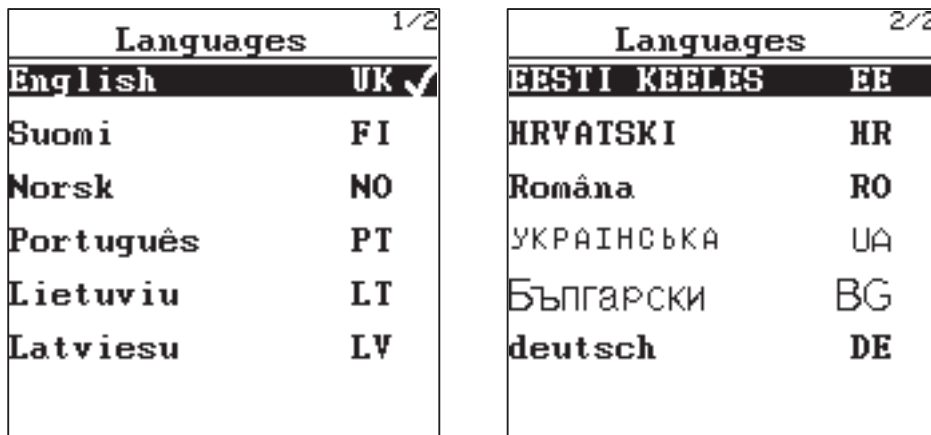 1/2
Languages
English UK ✓
Suomi FI
Norsk NO
Português PT
Lietuviu LT
Latviesu LV
2/2
Languages
EESTI KEELES EE
HRVATSKI HR
Româna RO
УКРАІНСЬКА UA
Български BG
deutsch DE